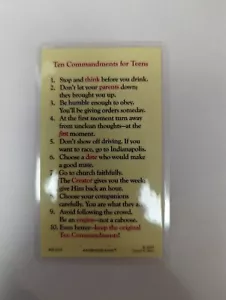 Ten Commandments for Teens
1. Stop and think before you drink.
2. Don't let your parents down;
they brought you up.
3. Be humble enough to obey.
You'll be giving orders someday.
4. At the first moment turn away
from unclean thoughts--at the
first moment.
5. Don't show off driving. If you
want to race, go to Indianapolis.
6. Choose a date who would make
a good mate.
7. Go to church faithfully.
The Creator gives you the week;
give Him back an hour.
8. Choose your companions
carefully. You are what they are.
9. Avoid following the crowd.
Be an engine--not a caboose.
10. Even better--keep the original
Ten Commandments!